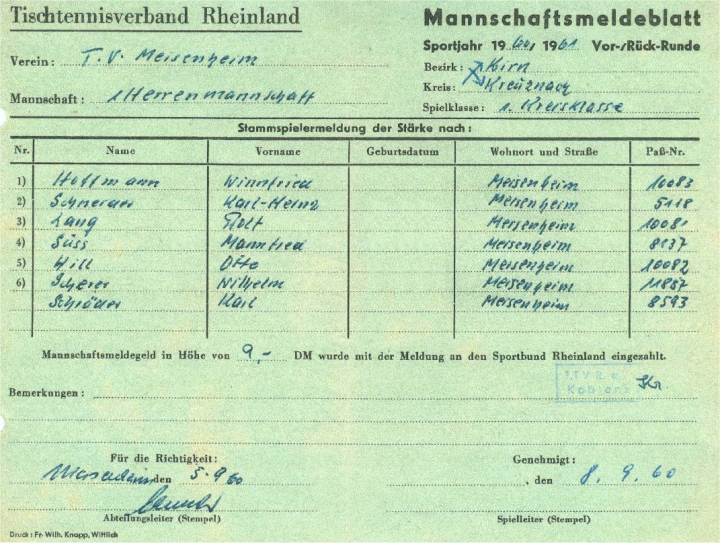 Tischtennisverband Rheinland
Mannschaftsmeldeblatt
Sportjahr 1960/1961 Vor-/Rück-Runde
Verein: T.V. Meisenheim
Bezirk: Kirn
Kreis: Kreuznach
Mannschaft: 1 Herrenmannschaft
Spielklasse: 1. Kreisklasse
Stammspielermeldung der Stärke nach:
Nr. Name Vorname Geburtsdatum Wohnort und Straße Paß-Nr.
1) Hoffmann Winnfried Meisenheim 10083
2) Schneider Karl-Heinz Meisenheim 5118
3) Lang Rolf Meisenheim 10081
4) Süss Mannfred Meisenheim 8137
5) Will Otto Meisenheim 10082
6) Scherer Wilhelm Meisenheim 11887
Schröder Karl Meisenheim 8593
Mannschaftsmeldegeld in Höhe von 9,- DM wurde mit der Meldung an den Sportbund Rheinland eingezahlt.
Koblenz
Bemerkungen:
Für die Richtigkeit:
Genehmigt:
Meisenheim den 5.9.60
, den 8.9.60
Abteilungsleiter (Stempel)
Spielleiter (Stempel)
Druck: Fr. Wilh. Knapp, Wittlich